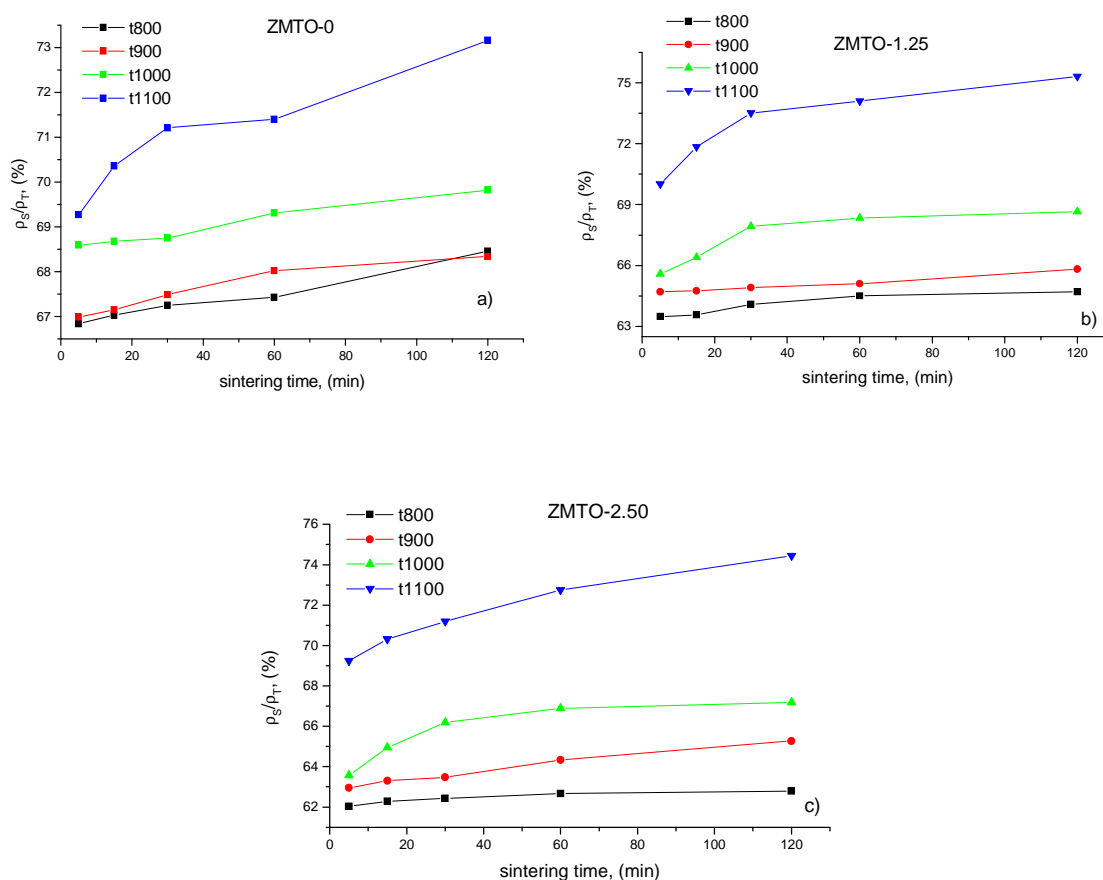 ZMTO-0
t800
t900
t1000
t1100
73
72
71
70
69
68
67
ρS/ρT, (%)
0 20 40 60 80 100 120
sintering time, (min)
a)
ZMTO-1.25
t800
t900
t1000
t1100
75
72
69
66
63
ρS/ρT, (%)
0 20 40 60 80 100 120
sintering time, (min)
b)
ZMTO-2.50
t800
t900
t1000
t1100
76
74
72
70
68
66
64
62
ρS/ρT, (%)
0 20 40 60 80 100 120
sintering time, (min)
c)